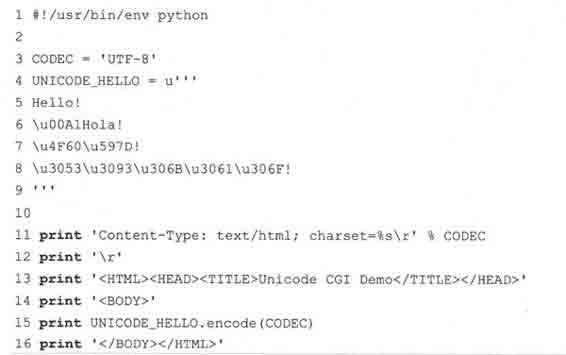 1 #!/usr/bin/env python
2
3 CODEC = 'UTF-8'
4 UNICODE_HELLO = u'''
5 Hello!
6 \u00A1Hola!
7 \u4F60\u597D!
8 \u3053\u3093\u306B\u3061\u306F!
9 '''
10
11 print 'Content-Type: text/html; charset=%s\r' % CODEC
12 print '\r'
13 print '<HTML><HEAD><TITLE>Unicode CGI Demo</TITLE></HEAD>'
14 print '<BODY>'
15 print UNICODE_HELLO.encode(CODEC)
16 print '</BODY></HTML>'